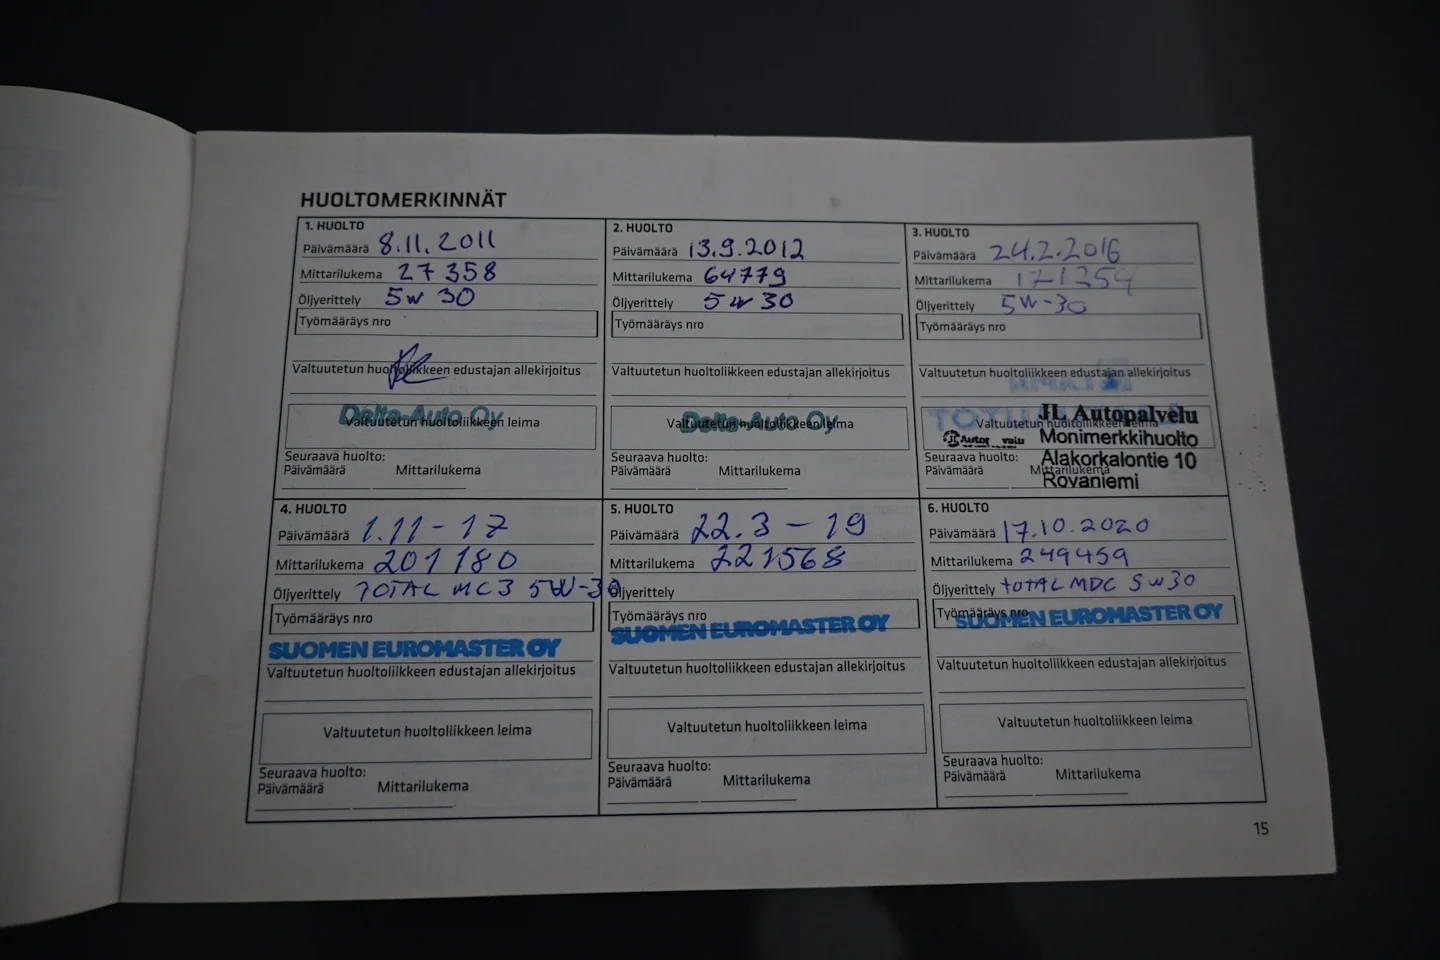 HUOLTOMERKINNÄT
1. HUOLTO
Päivämäärä 8.11.2011
Mittarilukema 27 358
Öljyerittely 5W 30
Työmääräys nro
Valtuutetun huoltoliikkeen edustajan allekirjoitus
Delta-Auto Oy
Valtuutetun huoltoliikkeen leima
Seuraava huolto:
Päivämäärä Mittarilukema
2. HUOLTO
Päivämäärä 13.9.2012
Mittarilukema 64779
Öljyerittely 5W 30
Työmääräys nro
Valtuutetun huoltoliikkeen edustajan allekirjoitus
Delta-Auto Oy
Valtuutetun huoltoliikkeen leima
Seuraava huolto:
Päivämäärä Mittarilukema
3. HUOLTO
Päivämäärä 24.2.2016
Mittarilukema 171354
Öljyerittely 5W-30
Työmääräys nro
Valtuutetun huoltoliikkeen edustajan allekirjoitus
Valtuutetun huoltoliikkeen leima
JL Autopalvelu
Monimerkkihuolto
Alakorkalontie 10
Rovaniemi
Seuraava huolto:
Päivämäärä Mittarilukema
4. HUOLTO
Päivämäärä 1.11-17
Mittarilukema 201180
Öljyerittely TOTAL MC3 5W-30
Työmääräys nro
SUOMEN EUROMASTER OY
Valtuutetun huoltoliikkeen edustajan allekirjoitus
Valtuutetun huoltoliikkeen leima
Seuraava huolto:
Päivämäärä Mittarilukema
5. HUOLTO
Päivämäärä 22.3-19
Mittarilukema 221568
Öljyerittely
Työmääräys nro
SUOMEN EUROMASTER OY
Valtuutetun huoltoliikkeen edustajan allekirjoitus
Valtuutetun huoltoliikkeen leima
Seuraava huolto:
Päivämäärä Mittarilukema
6. HUOLTO
Päivämäärä 17.10.2020
Mittarilukema 249459
Öljyerittely TOTAL MDC 5W30
Työmääräys nro
SUOMEN EUROMASTER OY
Valtuutetun huoltoliikkeen edustajan allekirjoitus
Valtuutetun huoltoliikkeen leima
Seuraava huolto:
Päivämäärä Mittarilukema
15